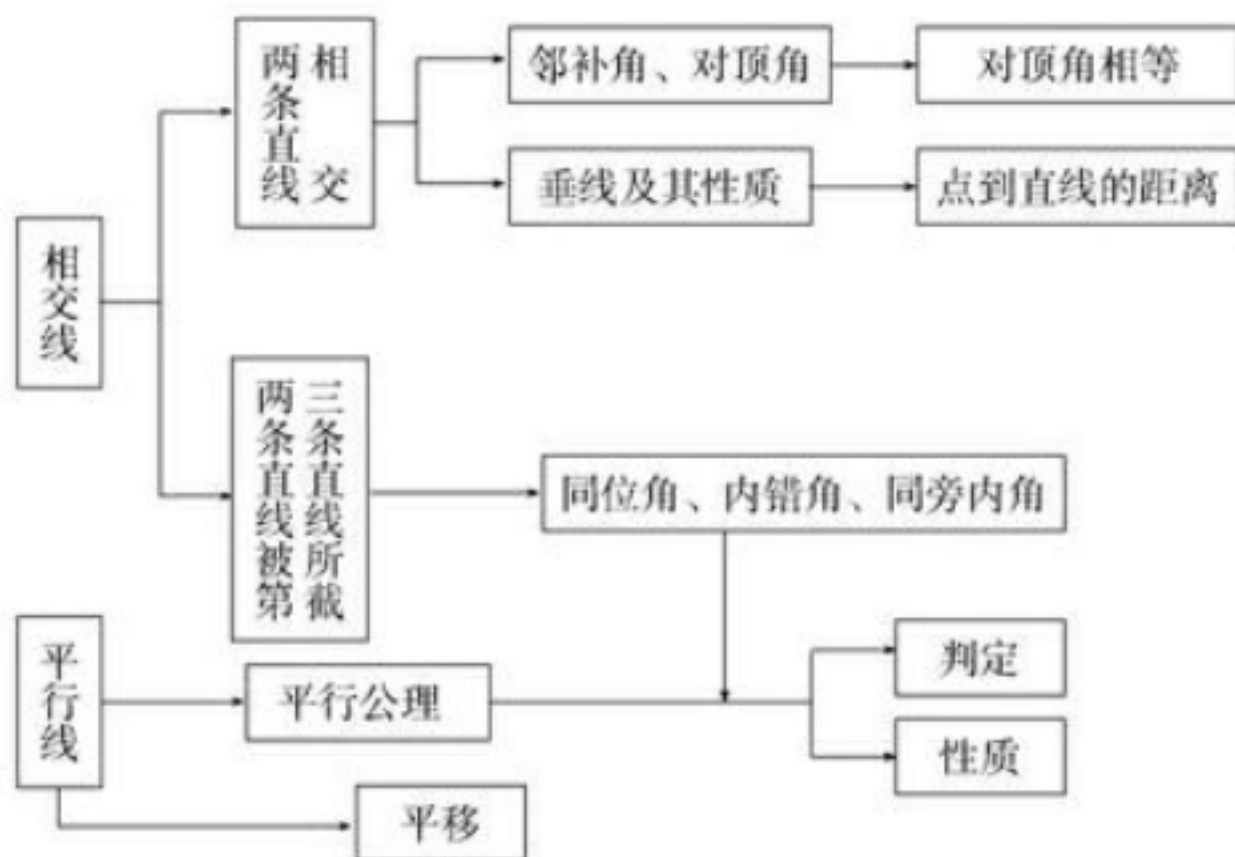 相交线
两条直线
相交
邻补角、对顶角
对顶角相等
垂线及其性质
点到直线的距离
两条直线被第
三条直线所截
同位角、内错角、同旁内角
平行线
平行公理
判定
性质
平移